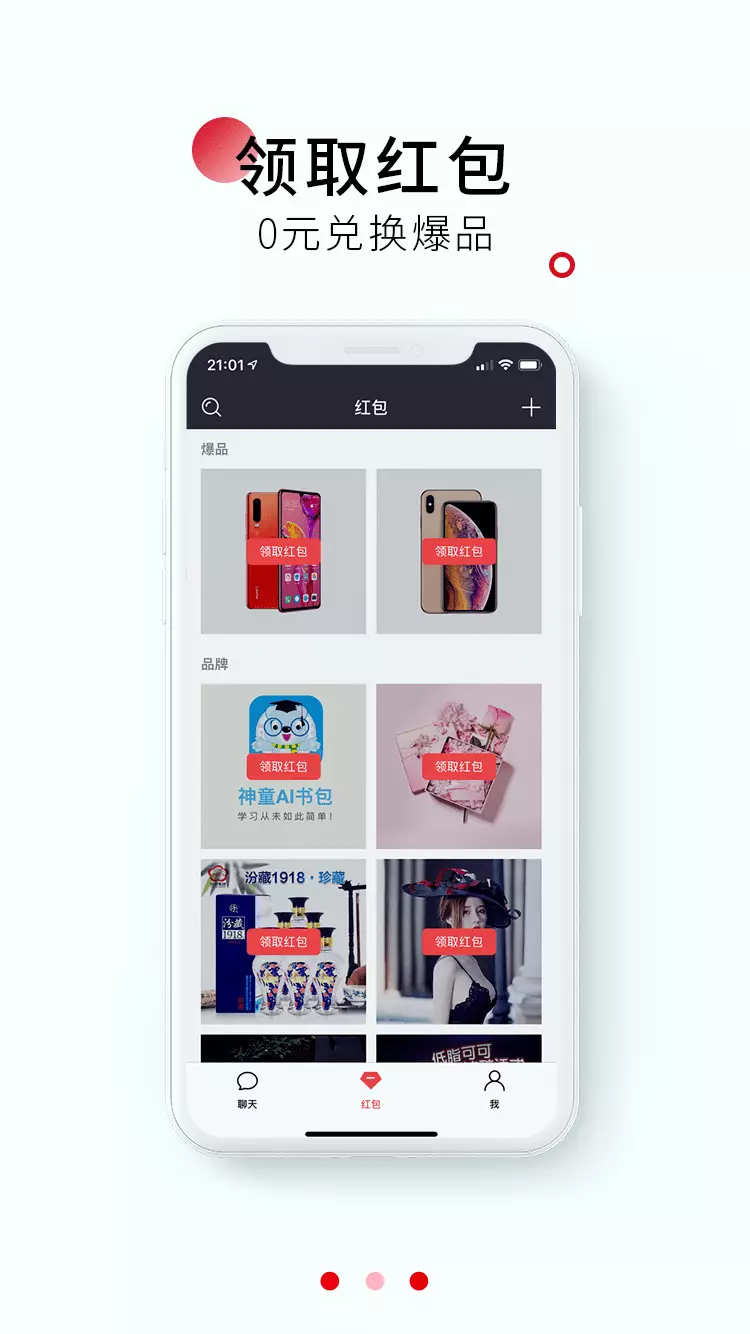 领取红包
0元兑换爆品
21:01
红包
爆品
领取红包
领取红包
品牌
领取红包
领取红包
神童AI书包
学习从未如此简单！
汾藏1918·珍藏
汾藏
1918
领取红包
领取红包
低脂可可
聊天
红包
我